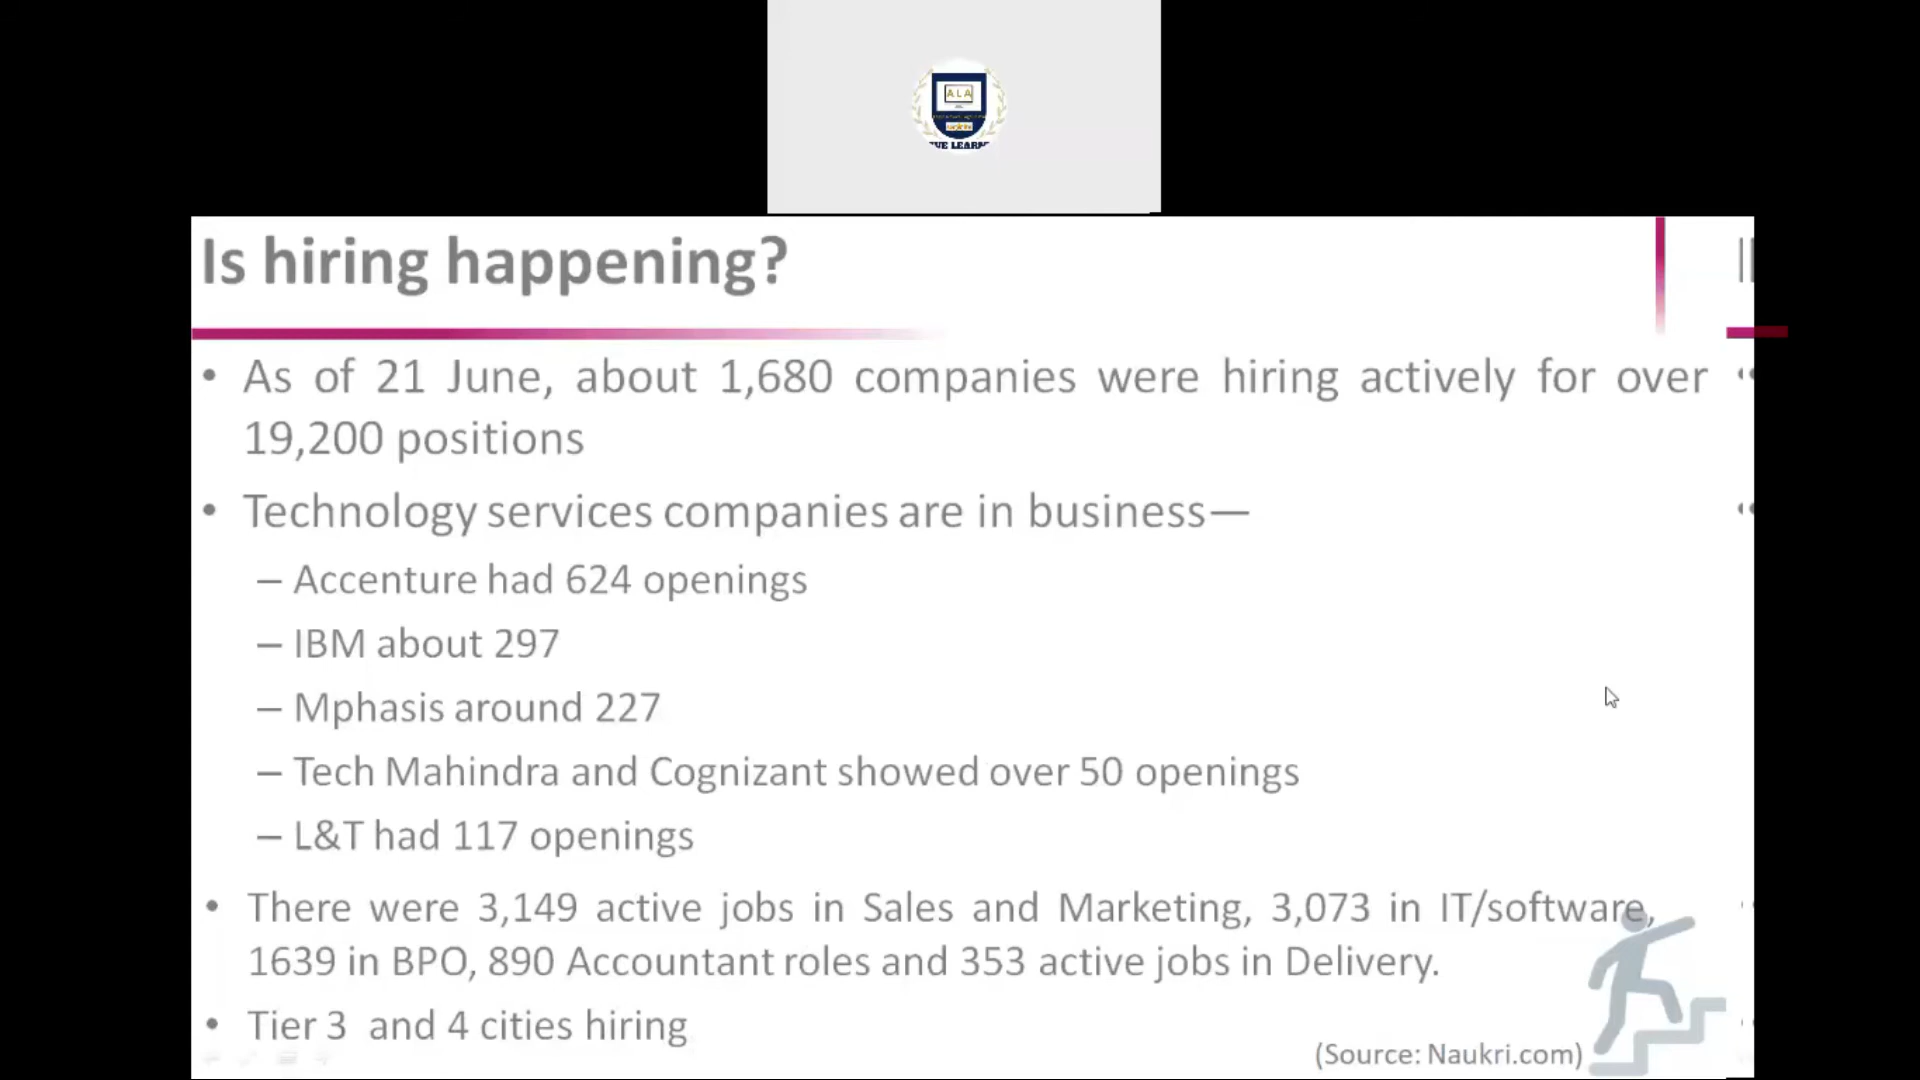 A L A
VE LEARN
Is hiring happening?
• As of 21 June, about 1,680 companies were hiring actively for over
19,200 positions
• Technology services companies are in business—
– Accenture had 624 openings
– IBM about 297
– Mphasis around 227
– Tech Mahindra and Cognizant showed over 50 openings
– L&T had 117 openings
• There were 3,149 active jobs in Sales and Marketing, 3,073 in IT/software,
1639 in BPO, 890 Accountant roles and 353 active jobs in Delivery.
• Tier 3 and 4 cities hiring
(Source: Naukri.com)